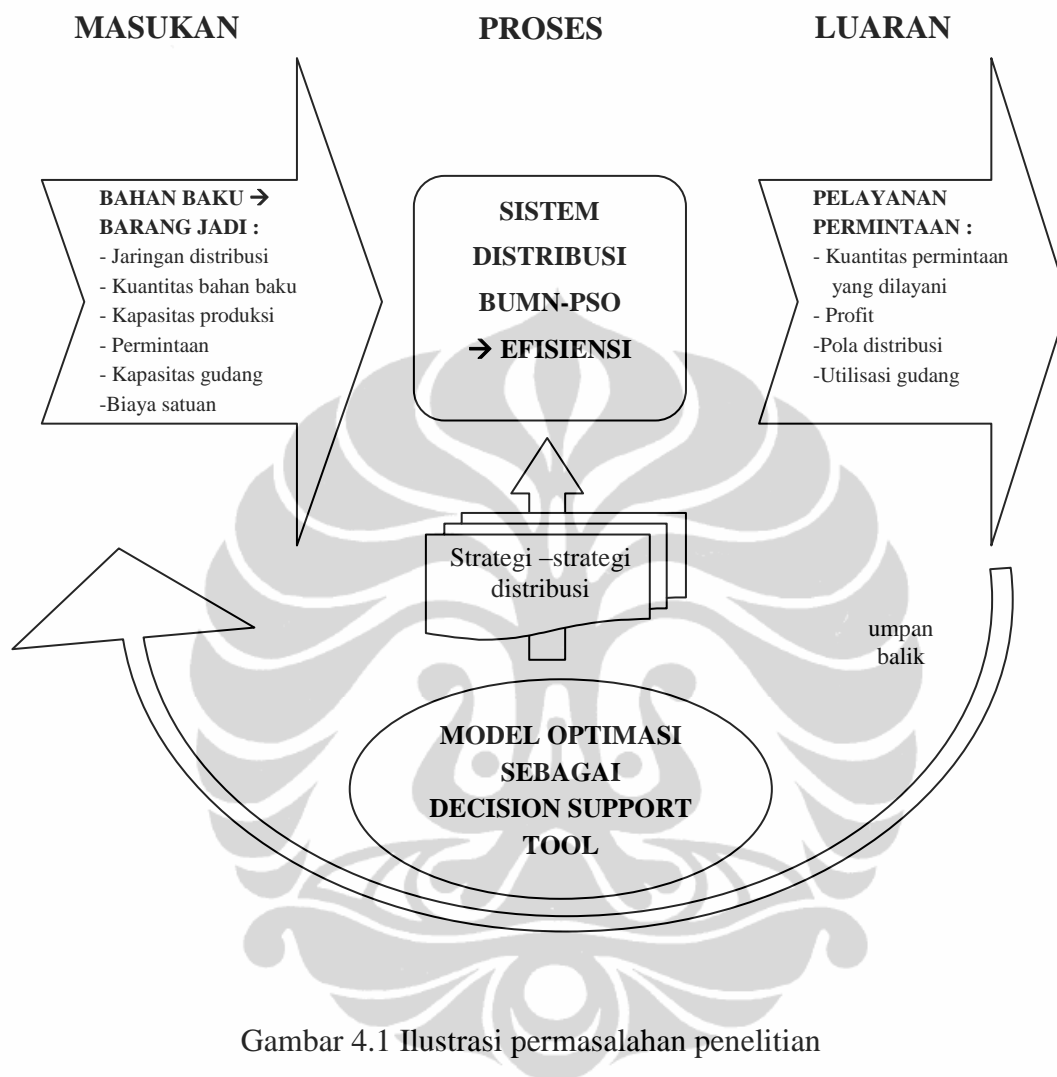 MASUKAN
PROSES
LUARAN
BAHAN BAKU →
BARANG JADI :
- Jaringan distribusi
- Kuantitas bahan baku
- Kapasitas produksi
- Permintaan
- Kapasitas gudang
-Biaya satuan
SISTEM
DISTRIBUSI
BUMN-PSO
→ EFISIENSI
PELAYANAN
PERMINTAAN :
- Kuantitas permintaan
yang dilayani
- Profit
-Pola distribusi
-Utilisasi gudang
Strategi –strategi
distribusi
umpan
balik
MODEL OPTIMASI
SEBAGAI
DECISION SUPPORT
TOOL
Gambar 4.1 Ilustrasi permasalahan penelitian